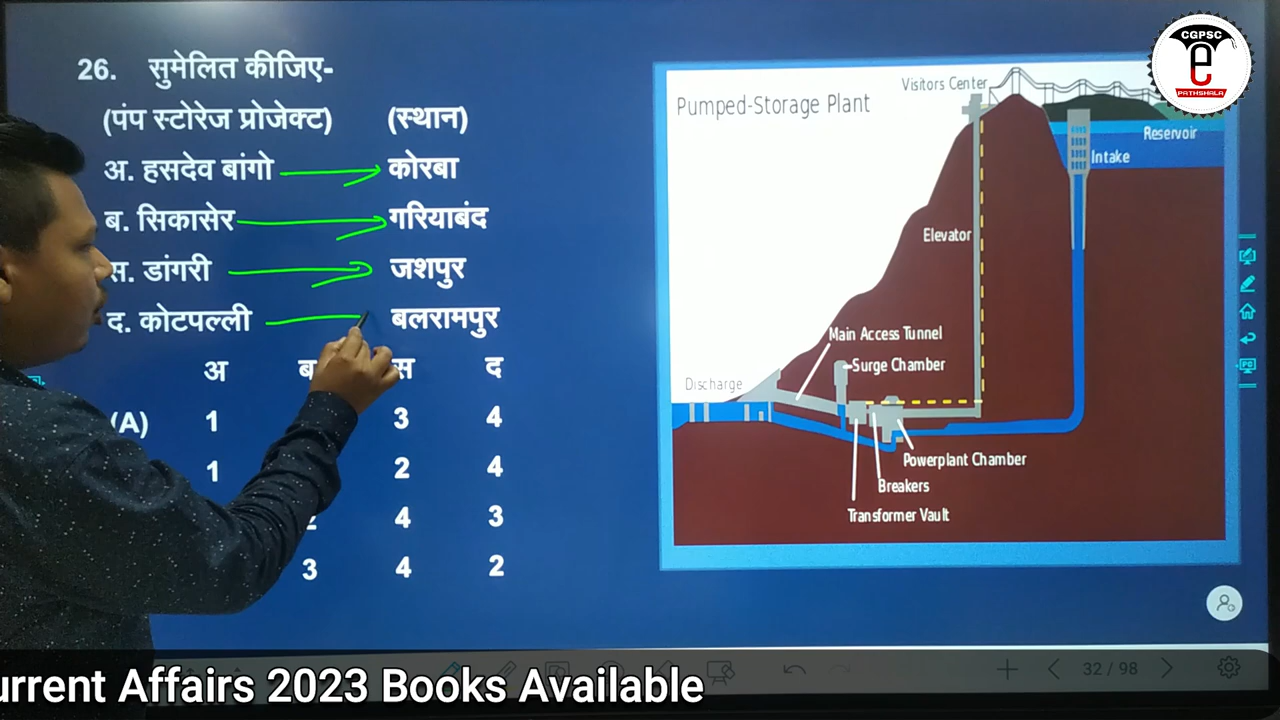 26. सुमेलित कीजिए-
(पंप स्टोरेज प्रोजेक्ट) (स्थान)
अ. हसदेव बांगो कोरबा
ब. सिकासेर गरियाबंद
स. डांगरी जशपुर
द. कोटपल्ली बलरामपुर
अ ब स द
(A) 1 3 4
1 2 4
2 4 3
3 4 2
Pumped-Storage Plant
Visitors Center
Reservoir
Intake
Elevator
Main Access Tunnel
Surge Chamber
Discharge
Powerplant Chamber
Breakers
Transformer Vault
CGPSC
e
PATHSHALA
32 / 98
urrent Affairs 2023 Books Available